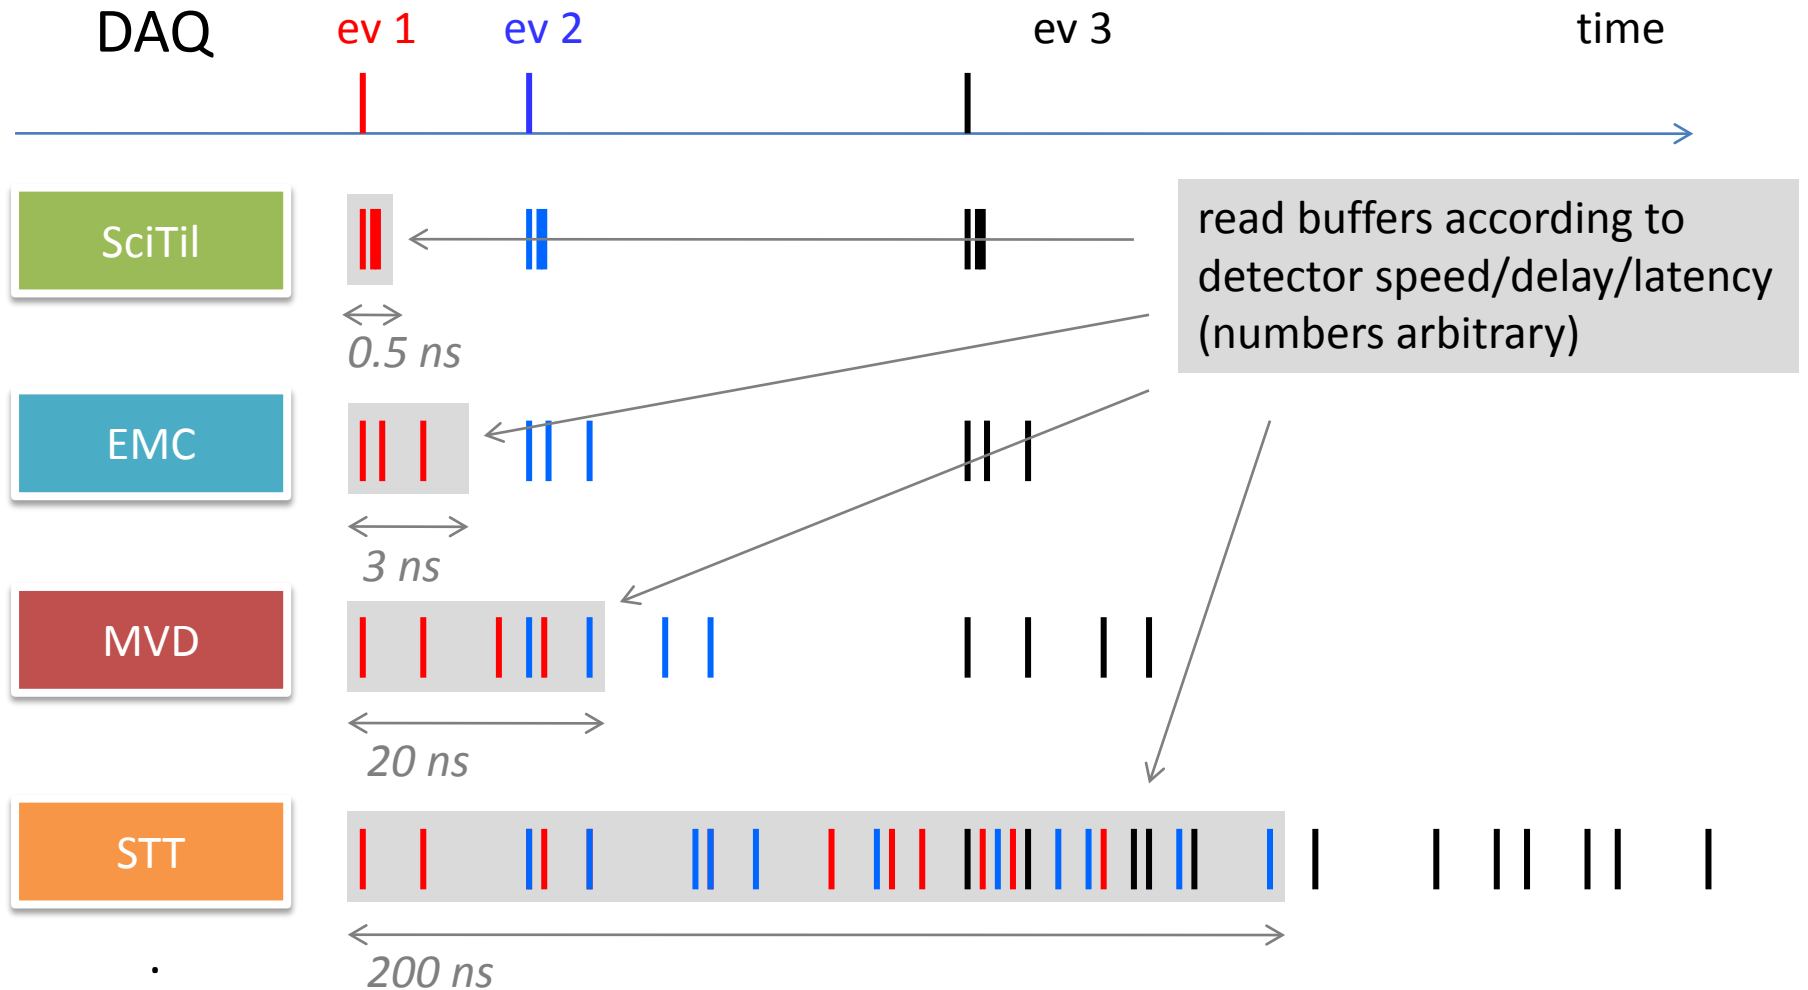 DAQ ev 1 ev 2 ev 3 time
SciTil
read buffers according to
detector speed/delay/latency
(numbers arbitrary)
0.5 ns
EMC
3 ns
MVD
20 ns
STT
200 ns
.